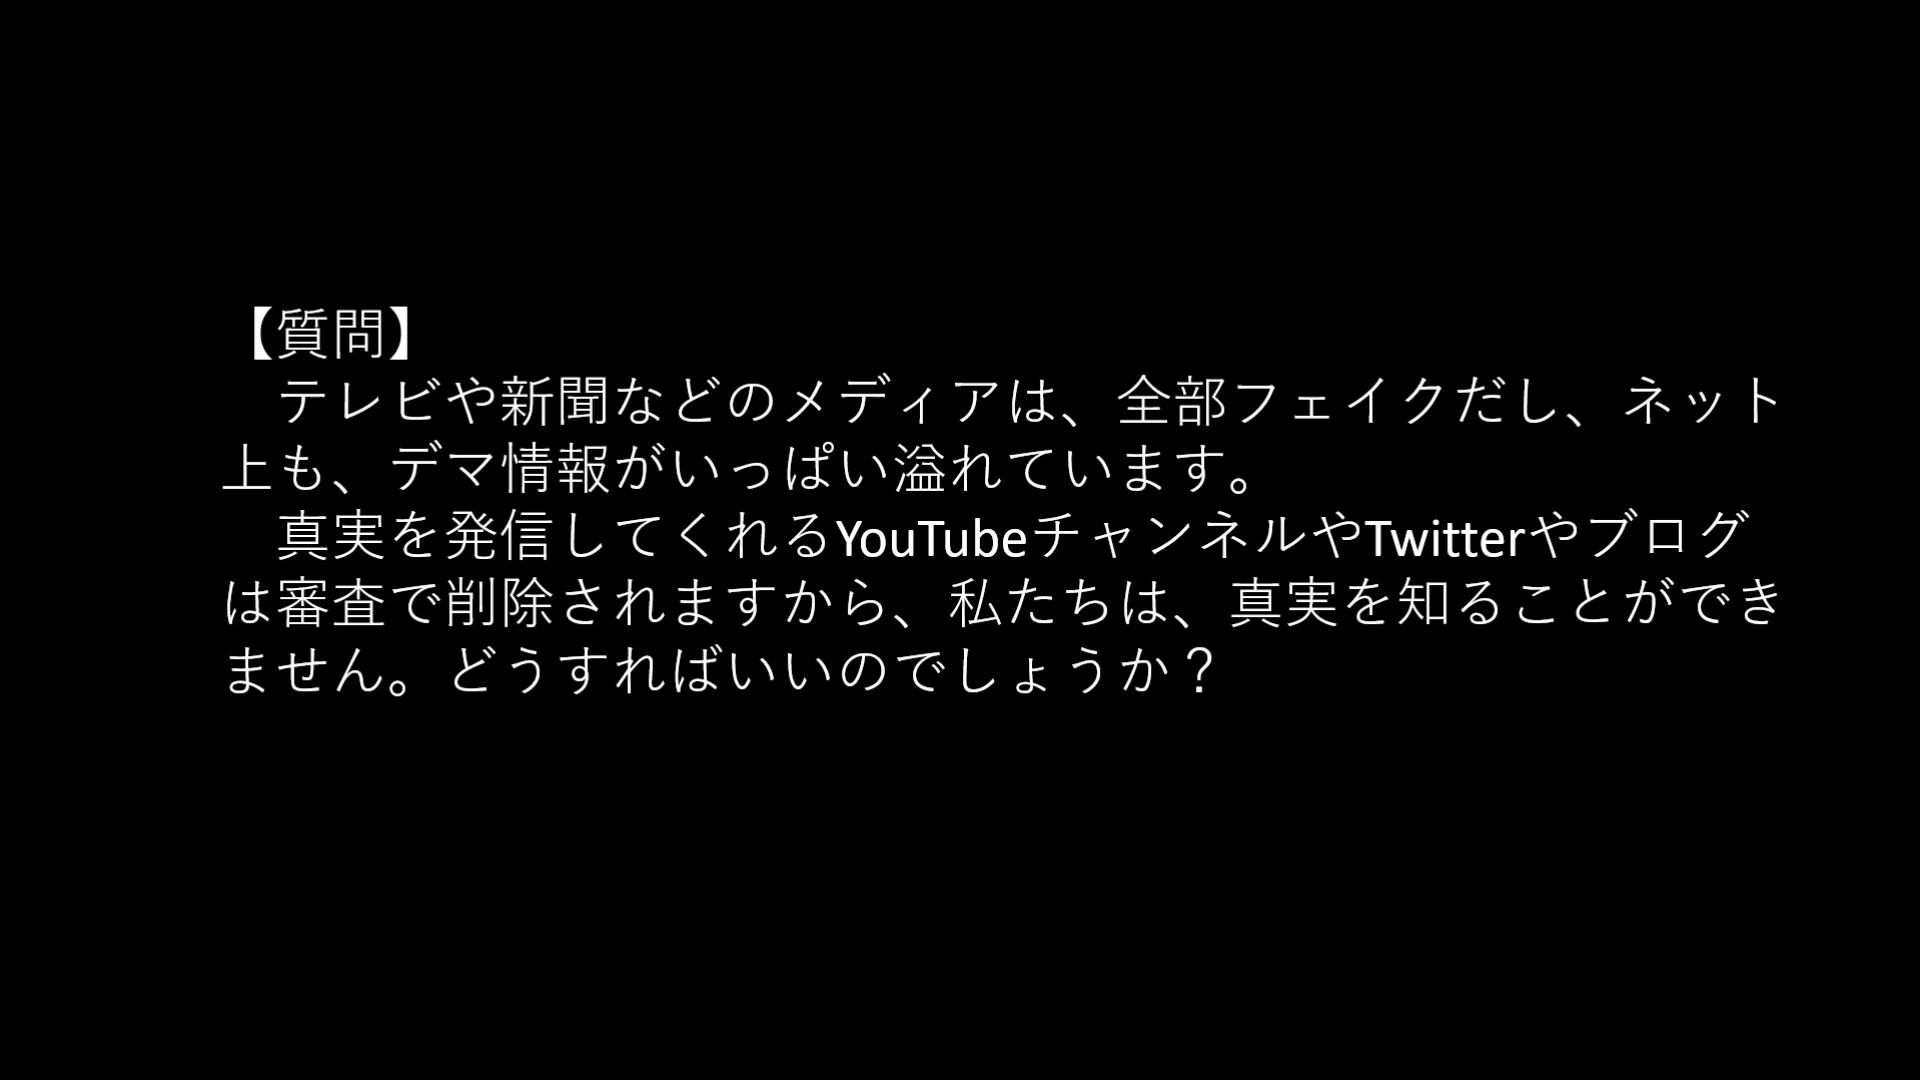 【質問】
　テレビや新聞などのメディアは、全部フェイクだし、ネット
上も、デマ情報がいっぱい溢れています。
　真実を発信してくれるYouTubeチャンネルやTwitterやブログ
は審査で削除されますから、私たちは、真実を知ることができ
ません。どうすればいいのでしょうか？